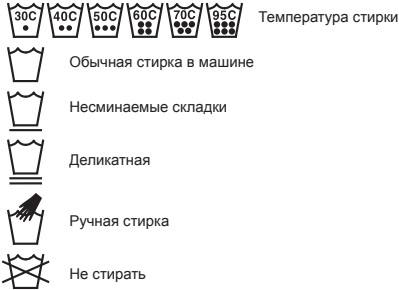 30C 40C 50C 60C 70C 95C Температура стирки
Обычная стирка в машине
Несминаемые складки
Деликатная
Ручная стирка
Не стирать